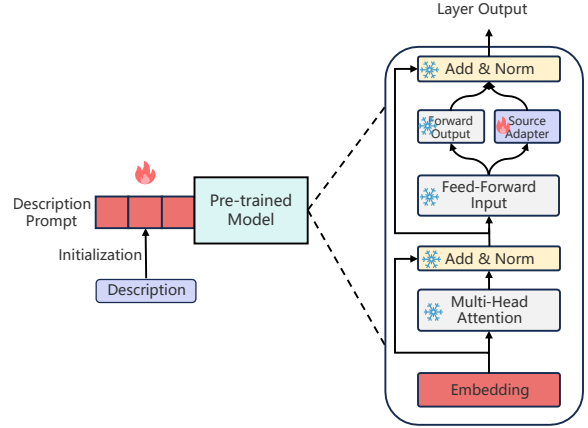 Layer Output
Add & Norm
Forward
Output
Source
Adapter
Feed-Forward
Input
Add & Norm
Multi-Head
Attention
Embedding
Description
Prompt
Pre-trained
Model
Initialization
Description